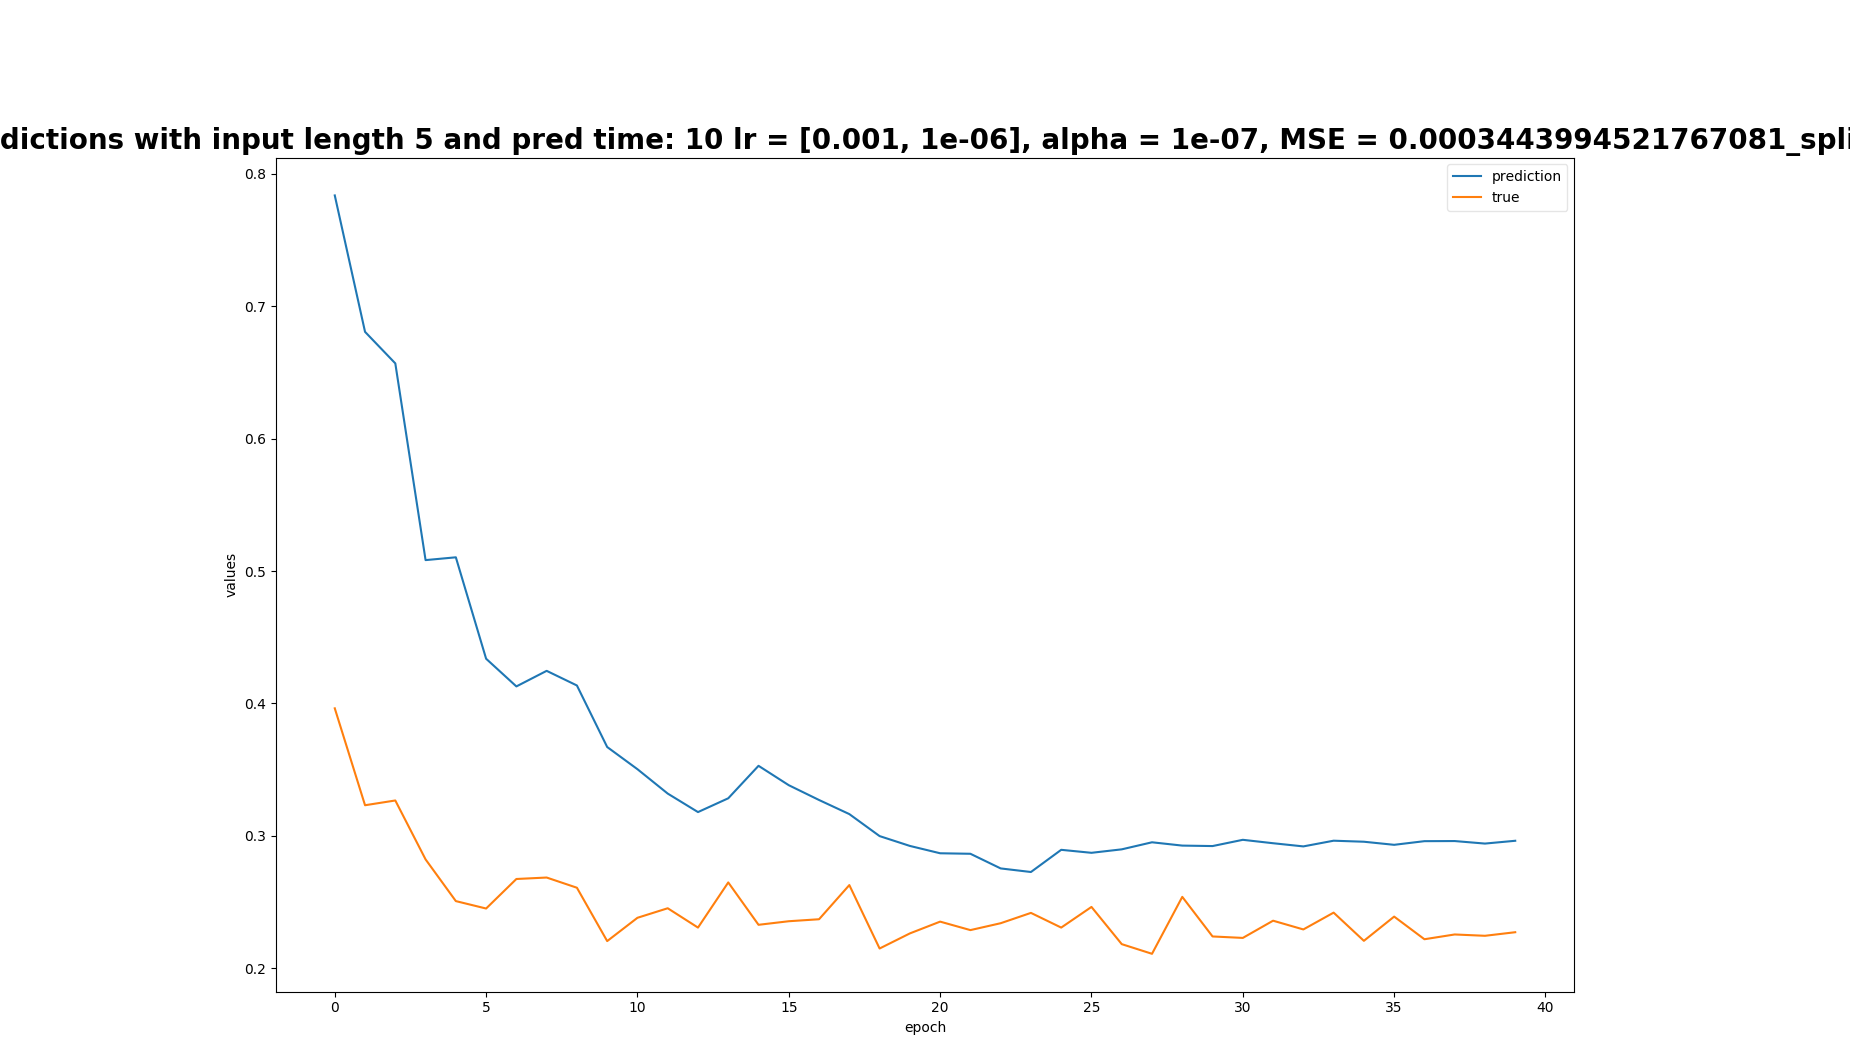 dictions with input length 5 and pred time: 10 lr = [0.001, 1e-06], alpha = 1e-07, MSE = 0.0003443994521767081_spli
prediction
true
0.8
0.7
0.6
0.5
0.4
0.3
0.2
values
0 5 10 15 20 25 30 35 40
epoch